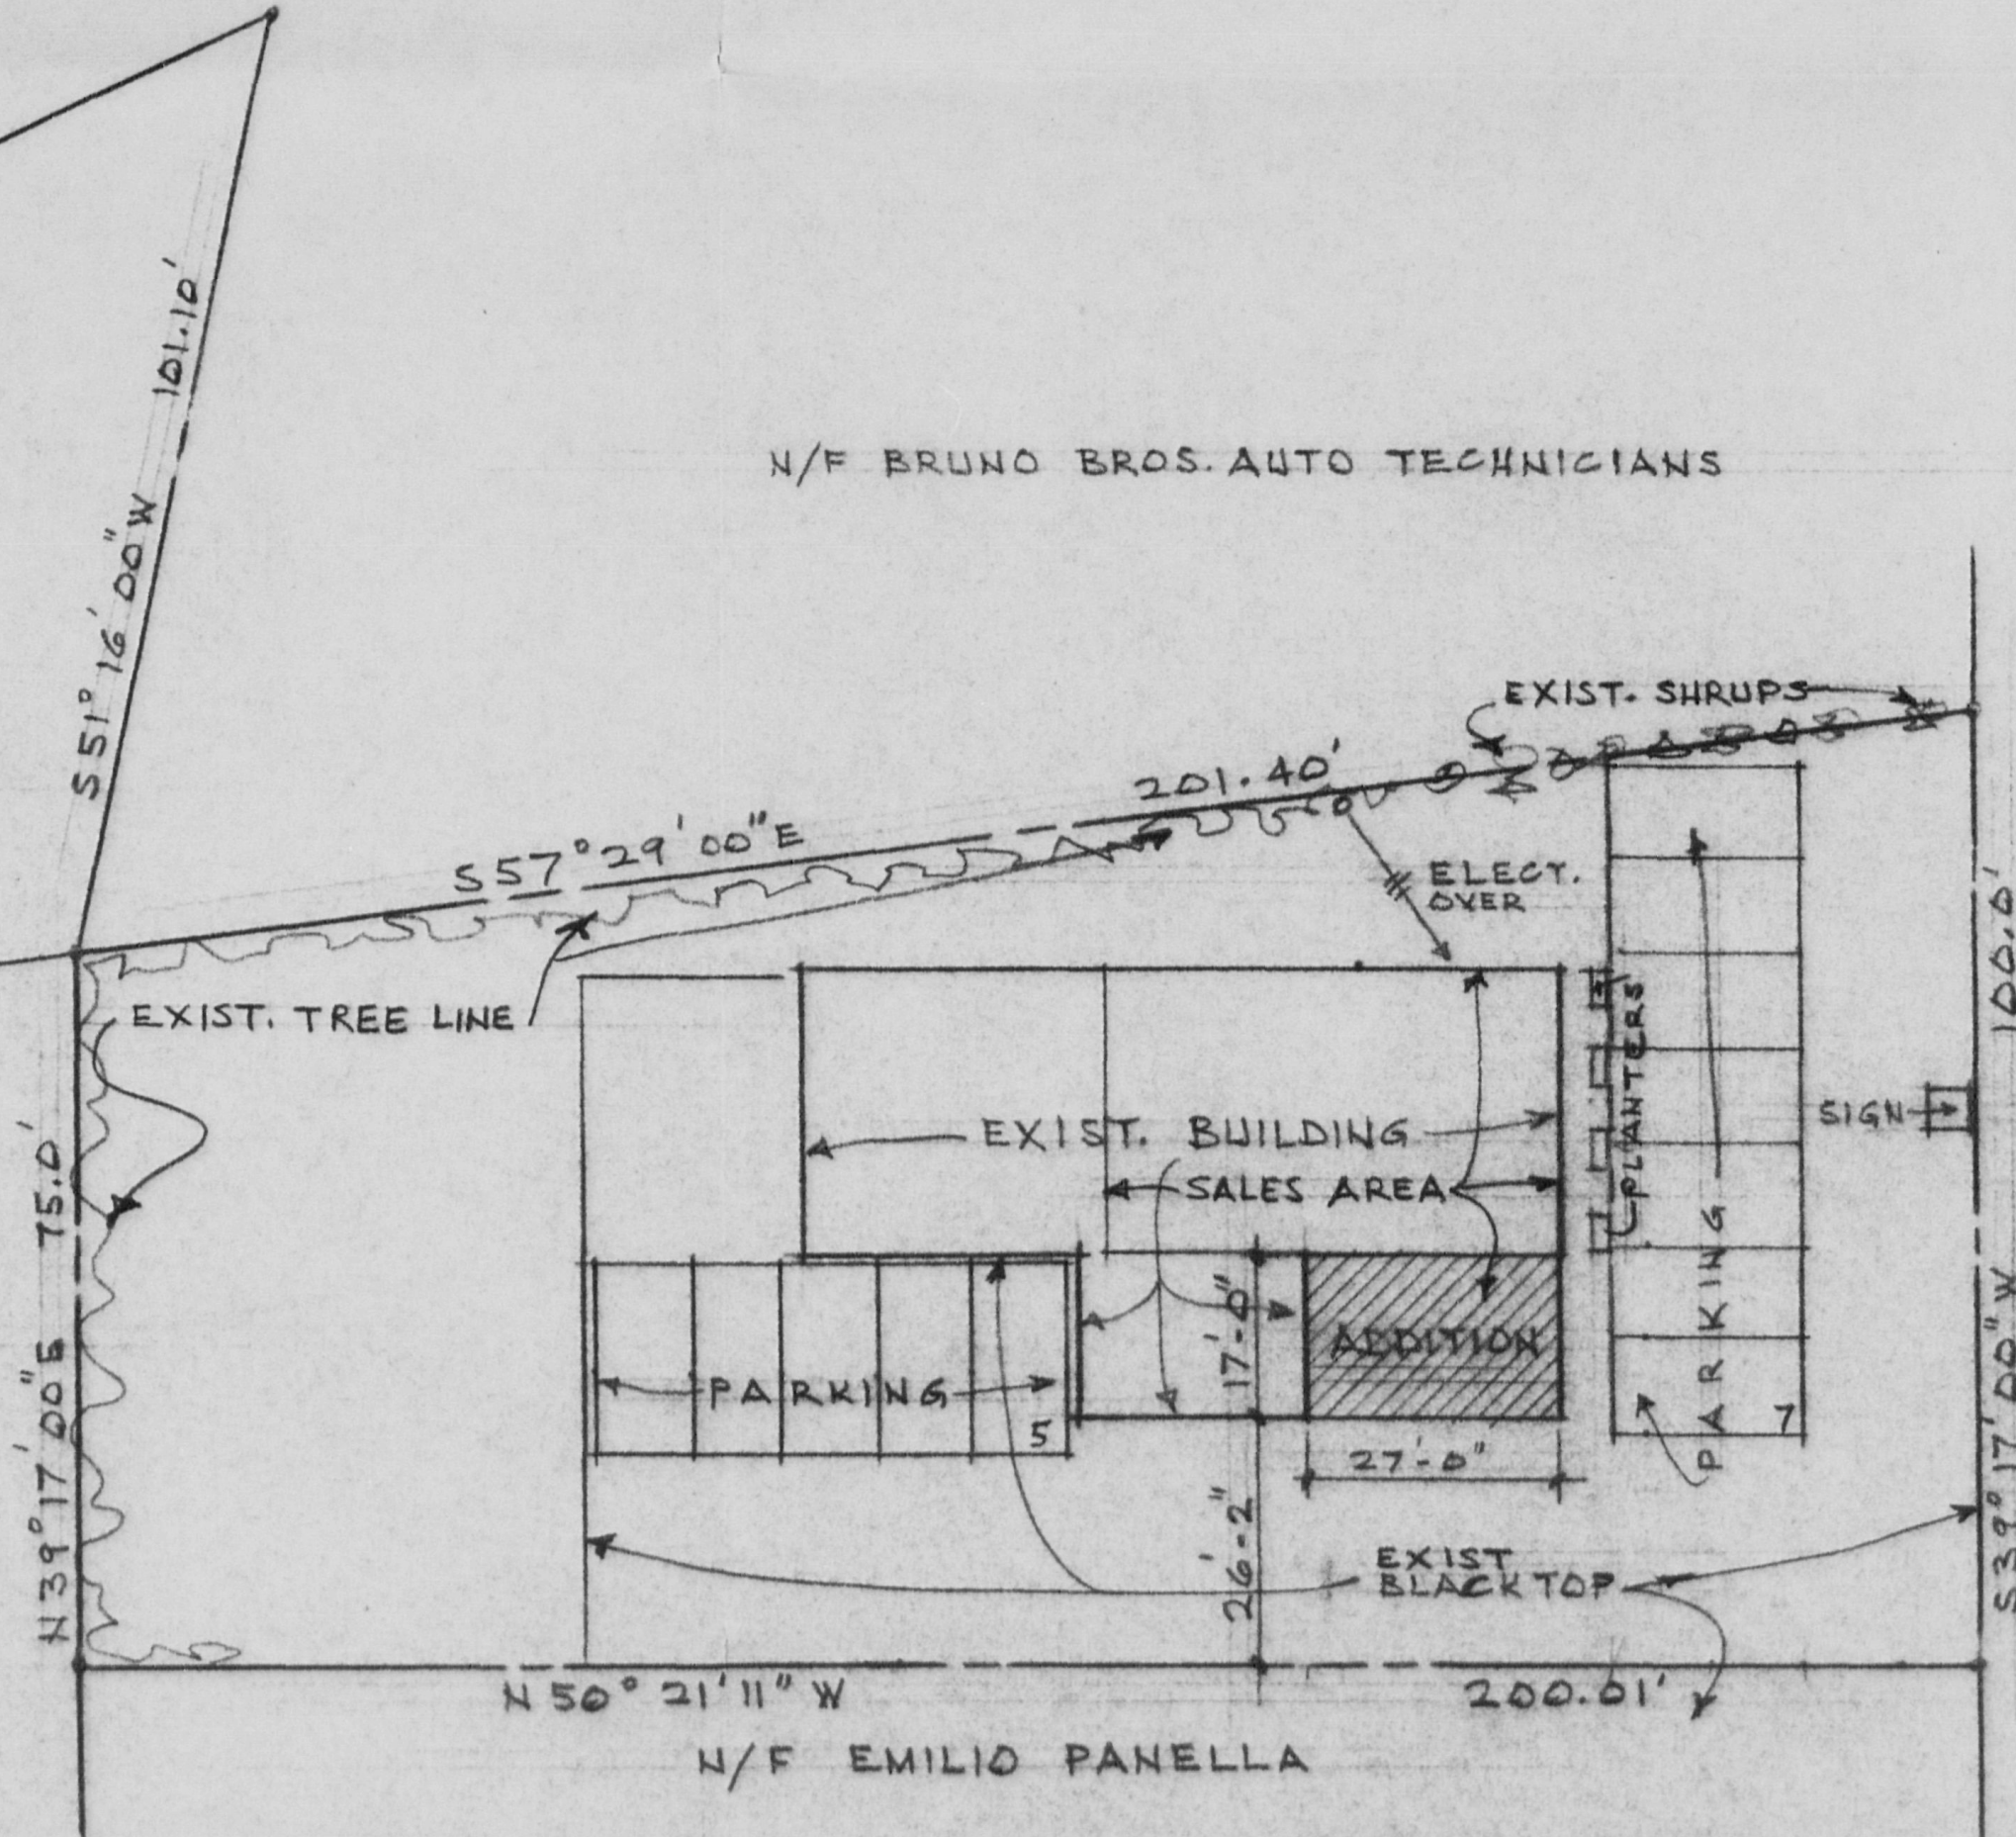 S 51° 16' 00" W 101.10'
N/F BRUNO BROS. AUTO TECHNICIANS
EXIST. SHRUPS
S 57° 29' 00" E 201.40'
ELECT.
OVER
EXIST. TREE LINE
PLANTERS
EXIST. BUILDING
SALES AREA
SIGN
100.0'
S 39° 17' 00" W
N 39° 17' 00" E 75.0'
17'-0"
ADDITION
PARKING
5
PARKING
7
27'-0"
26'-2"
EXIST
BLACKTOP
N 50° 21' 11" W 200.01'
N/F EMILIO PANELLA